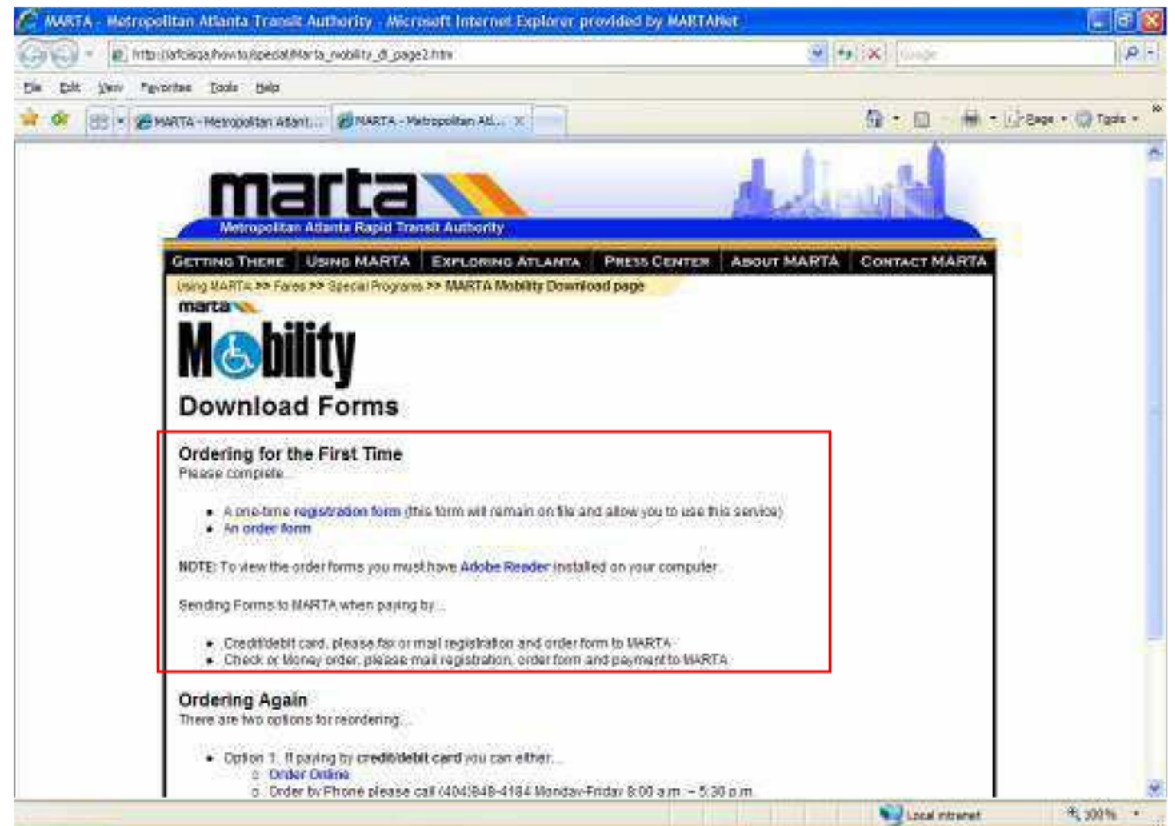 MARTA - Metropolitan Atlanta Transit Authority - Microsoft Internet Explorer provided by MARTANet
Google
File Edit View Favorites Tools Help
MARTA - Metropolitan Atlant... MARTA - Metropolitan Atl... X Page Tools
marta
Metropolitan Atlanta Rapid Transit Authority
GETTING THERE USING MARTA EXPLORING ATLANTA PRESS CENTER ABOUT MARTA CONTACT MARTA
Using MARTA >> Fares >> Special Programs >> MARTA Mobility Download page
marta
Mobility
Download Forms
Ordering for the First Time
Please complete...
• A one-time registration form (this form will remain on file and allow you to use this service)
• An order form
NOTE: To view the order forms you must have Adobe Reader installed on your computer.
Sending Forms to MARTA when paying by...
• Credit/debit card, please fax or mail registration and order form to MARTA
• Check or Money order, please mail registration, order form and payment to MARTA
Ordering Again
There are two options for reordering...
• Option 1: If paying by credit/debit card you can either...
o Order Online
o Order by Phone please call (404)848-4184 Monday-Friday 8:00 a.m. – 5:30 p.m.
Local intranet 100%